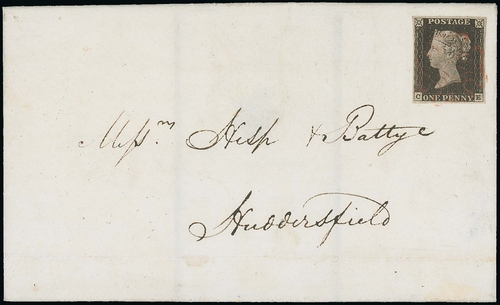 POSTAGE
C E
ONE PENNY
Messrs Hesp & Battye
Huddersfield